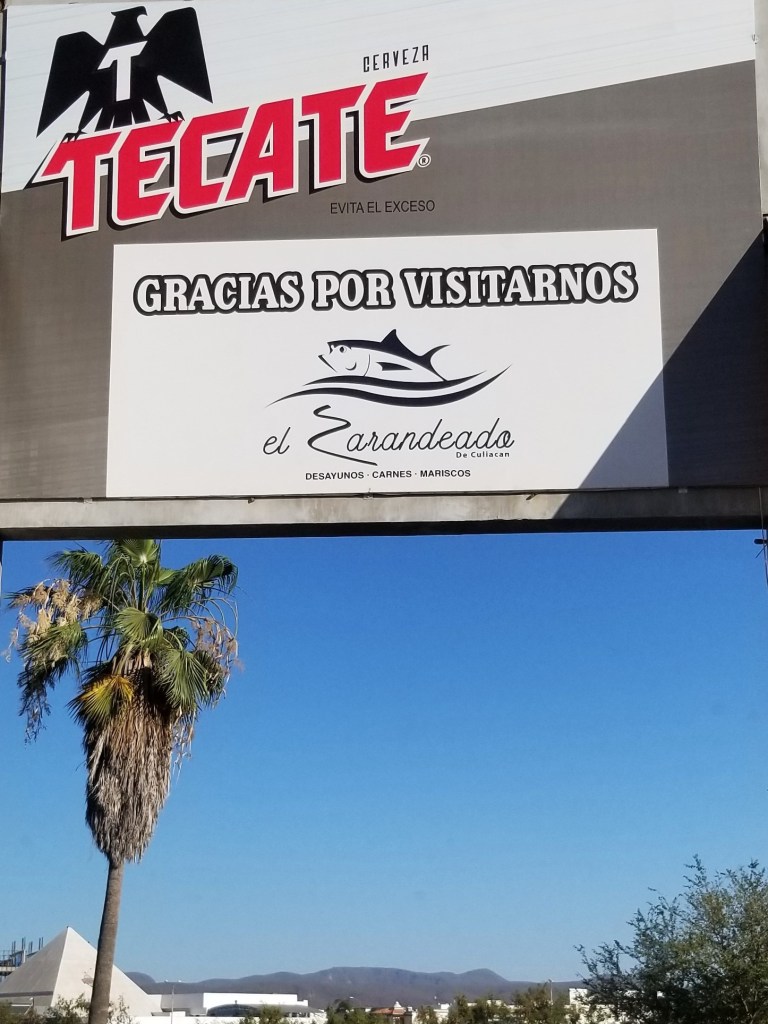 T
CERVEZA
TECATE®
EVITA EL EXCESO
GRACIAS POR VISITARNOS
el Zarandeado
De Culiacan
DESAYUNOS · CARNES · MARISCOS